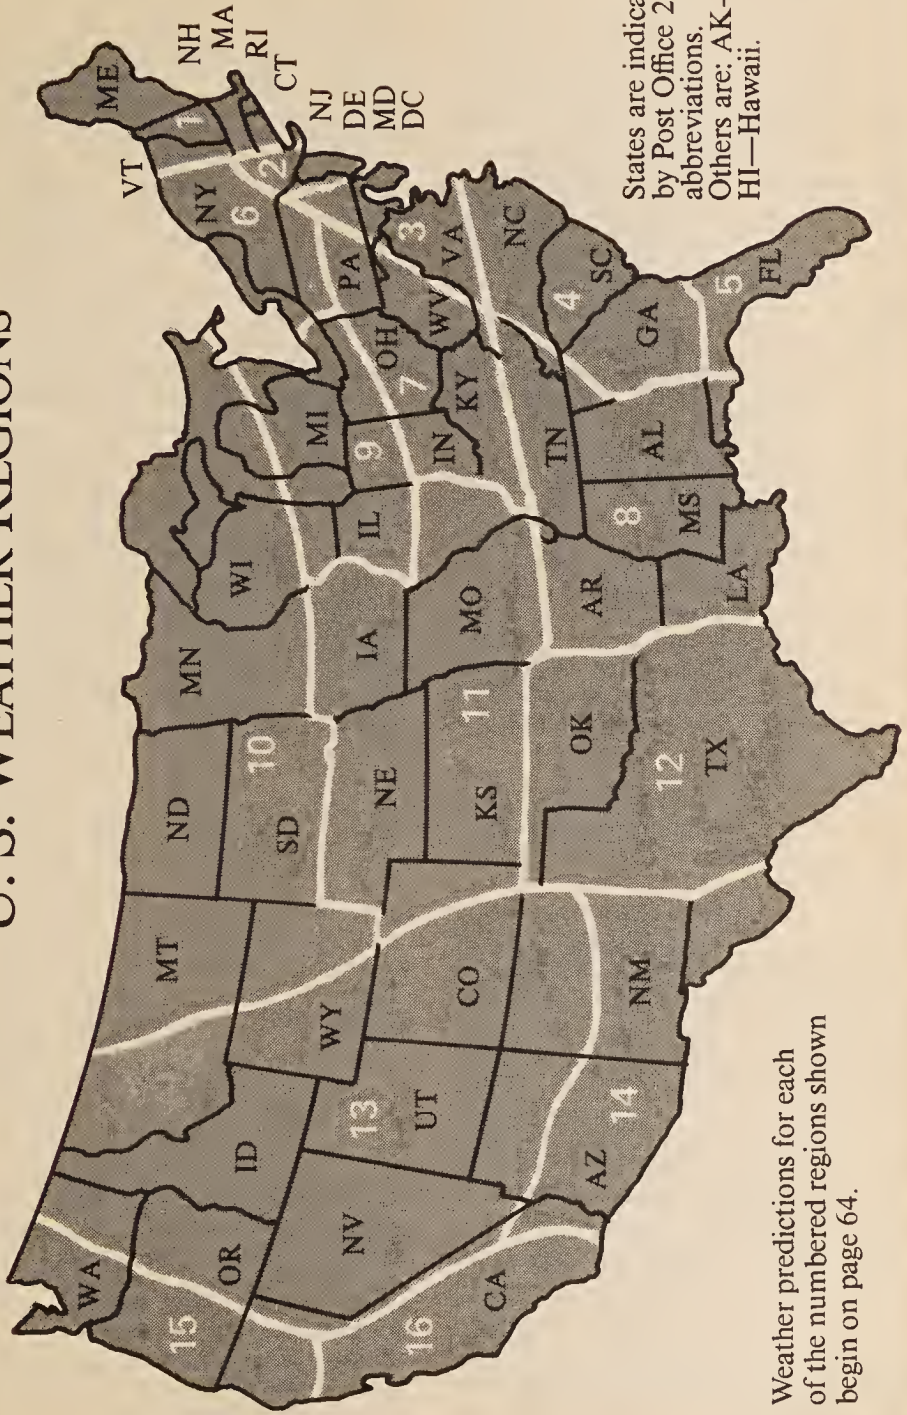 U. S. WEATHER REGIONS
ME
NH
MA
RI
CT
NJ
DE
MD
DC
VT
1
2
NY
6
PA
3
VA
WV
NC
4
SC
GA
5
FL
OH
7
KY
MI
9
IN
TN
AL
8
MS
IL
WI
MN
IA
MO
AR
LA
ND
10
SD
NE
11
KS
OK
12
TX
MT
WY
CO
NM
ID
13
UT
14
AZ
NV
WA
OR
15
CA
16
States are indica
by Post Office 2
abbreviations.
Others are: AK–
HI—Hawaii.
Weather predictions for each
of the numbered regions shown
begin on page 64.